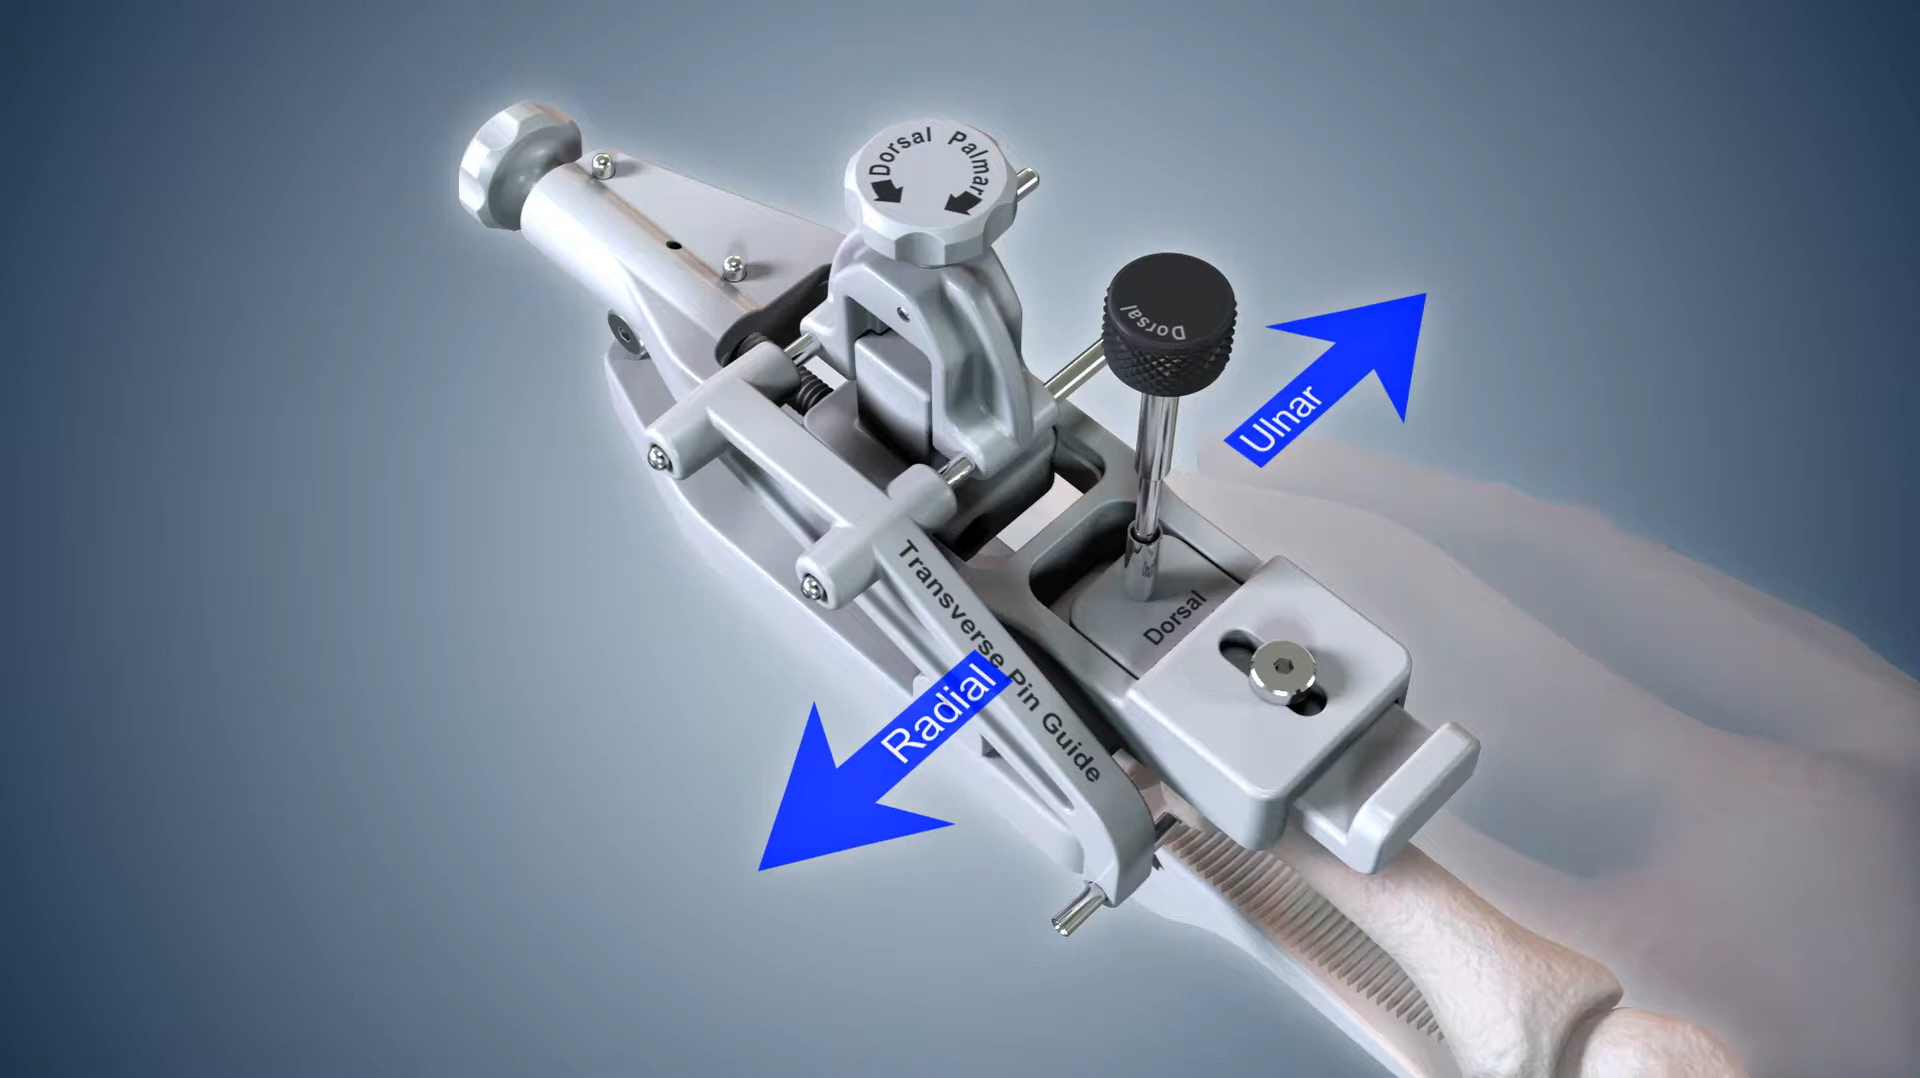 Dorsal Palmar
Dorsal
Ulnar
Dorsal
Transverse Pin Guide
Radial